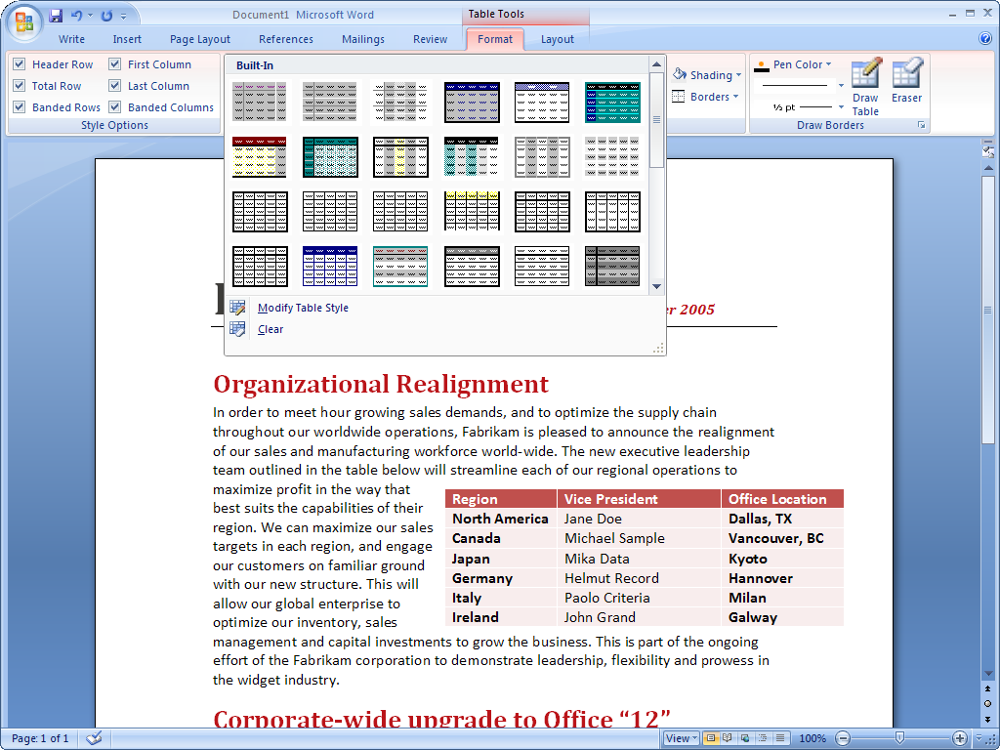 Document1 Microsoft Word
Table Tools
Write Insert Page Layout References Mailings Review Format Layout
Header Row First Column
Total Row Last Column
Banded Rows Banded Columns
Style Options
Built-In
Modify Table Style
Clear
Shading
Borders
Pen Color
½ pt
Draw Table
Eraser
Draw Borders
2005
Organizational Realignment
In order to meet hour growing sales demands, and to optimize the supply chain
throughout our worldwide operations, Fabrikam is pleased to announce the realignment
of our sales and manufacturing workforce world-wide. The new executive leadership
team outlined in the table below will streamline each of our regional operations to
maximize profit in the way that
best suits the capabilities of their
region. We can maximize our sales
targets in each region, and engage
our customers on familiar ground
with our new structure. This will
allow our global enterprise to
optimize our inventory, sales
management and capital investments to grow the business. This is part of the ongoing
effort of the Fabrikam corporation to demonstrate leadership, flexibility and prowess in
the widget industry.
Region Vice President Office Location
North America Jane Doe Dallas, TX
Canada Michael Sample Vancouver, BC
Japan Mika Data Kyoto
Germany Helmut Record Hannover
Italy Paolo Criteria Milan
Ireland John Grand Galway
Corporate-wide upgrade to Office “12”
Page: 1 of 1
View
100%